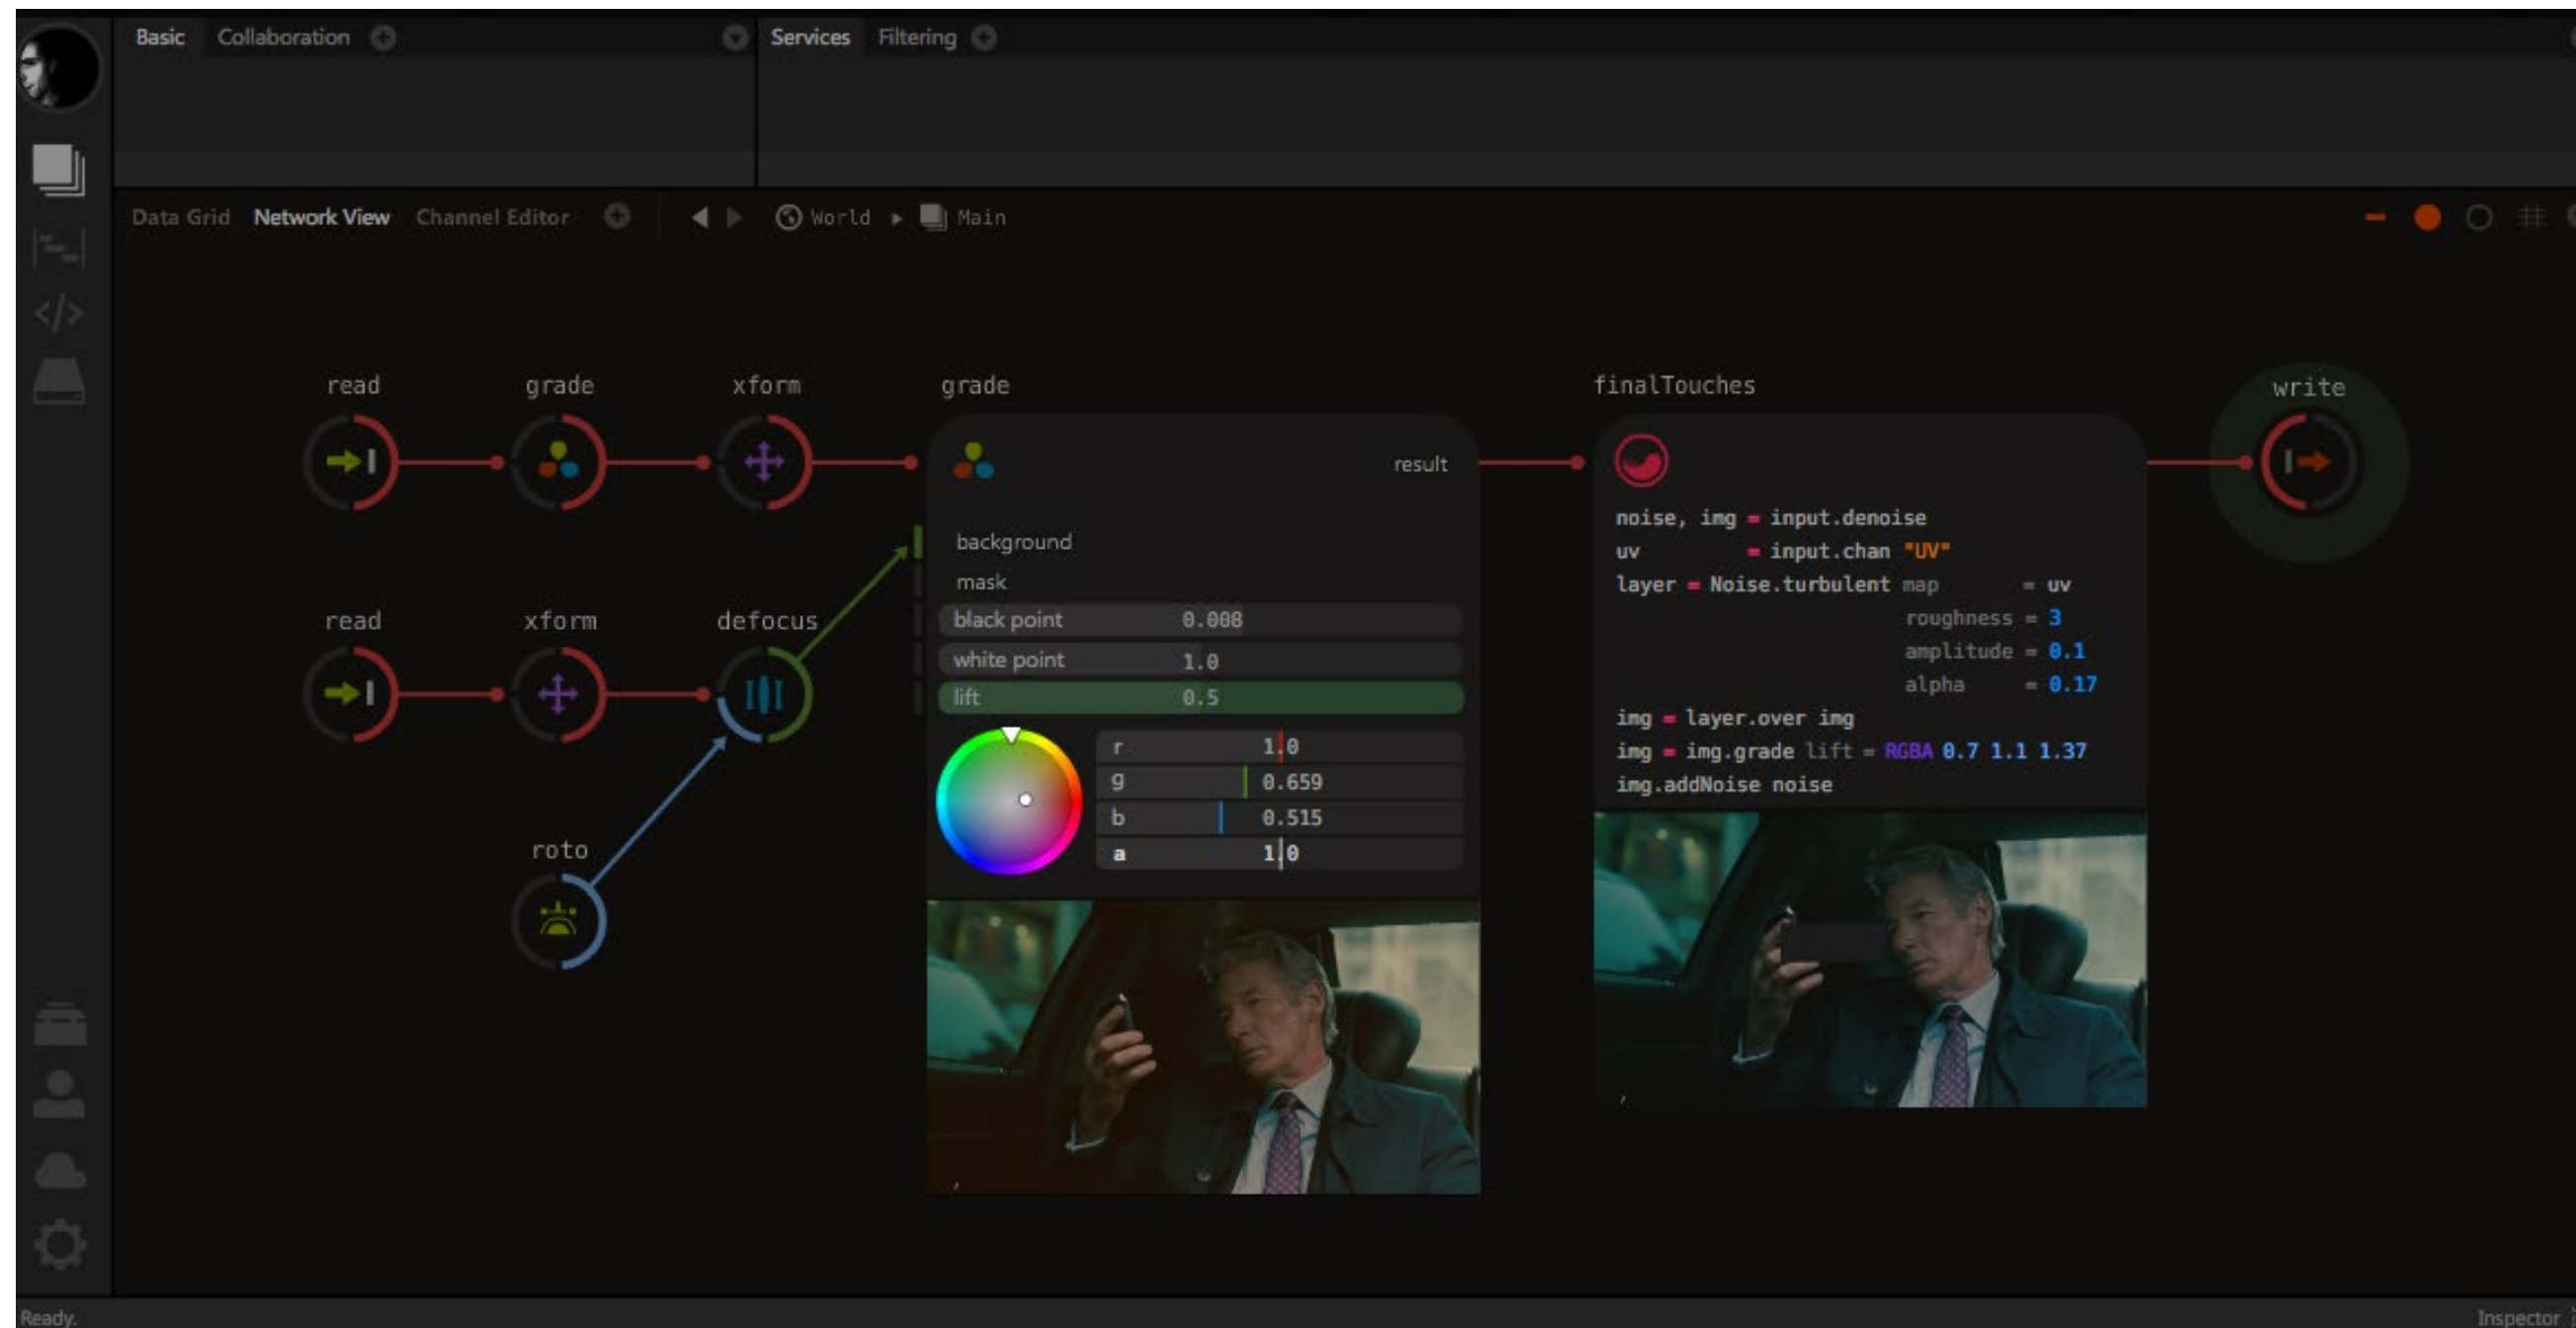 Basic Collaboration
Services Filtering
Data Grid Network View Channel Editor World Main
read grade xform grade finalTouches write
result
background
mask
black point 0.008
white point 1.0
lift 0.5
r 1.0
g 0.659
b 0.515
a 1.0
noise, img = input.denoise
uv = input.chan "UV"
layer = Noise.turbulent map = uv
roughness = 3
amplitude = 0.1
alpha = 0.17
img = layer.over img
img = img.grade lift = RGBA 0.7 1.1 1.37
img.addNoise noise
read xform defocus
roto
Ready. Inspector